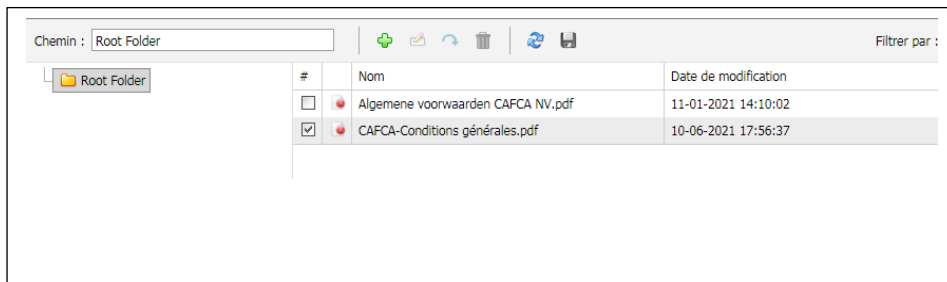 Chemin : Root Folder Filtrer par :
Root Folder
# Nom Date de modification
Algemene voorwaarden CAFCA NV.pdf 11-01-2021 14:10:02
CAFCA-Conditions générales.pdf 10-06-2021 17:56:37